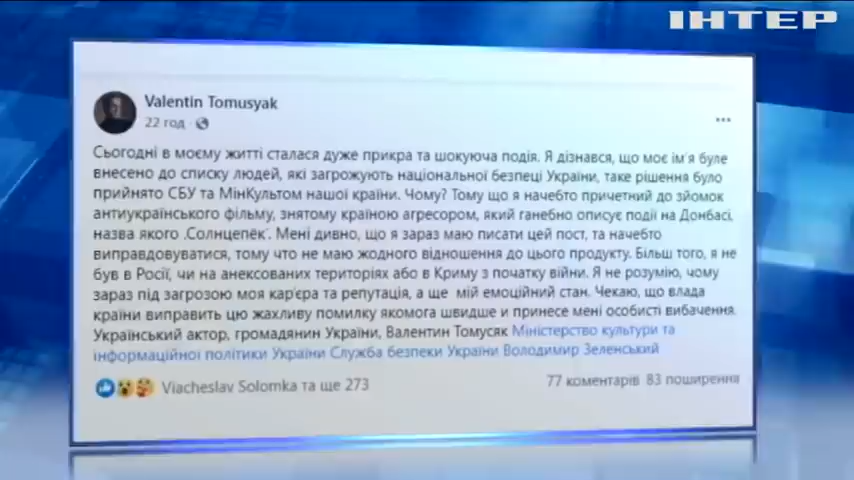 ІНТЕР
Valentin Tomusyak
22 год ·
Сьогодні в моєму житті сталася дуже прикра та шокуюча подія. Я дізнався, що моє ім'я буле
внесено до списку людей, які загрожують національної безпеці України, таке рішення було
прийнято СБУ та МінКультом нашої країни. Чому? Тому що я начебто причетний до зйомок
антиукраїнського фільму, знятому країною агресором, який ганебно описує події на Донбасі,
назва якого ,Солнцепёк'. Мені дивно, що я зараз маю писати цей пост, та начебто
виправдовуватися, тому що не маю жодного відношення до цього продукту. Більш того, я не
був в Росії, чи на анексованих територіях або в Криму з початку війни. Я не розумію, чому
зараз під загрозою моя кар'єра та репутація, а ще мій емоційний стан. Чекаю, що влада
країни виправить цю жахливу помилку якомога швидше и принесе мені особисті вибачення.
Український актор, громадянин України, Валентин Томусяк Міністерство культури та
інформаційної політики України Служба безпеки України Володимир Зеленський
Viacheslav Solomka та ще 273
77 коментарів 83 поширення